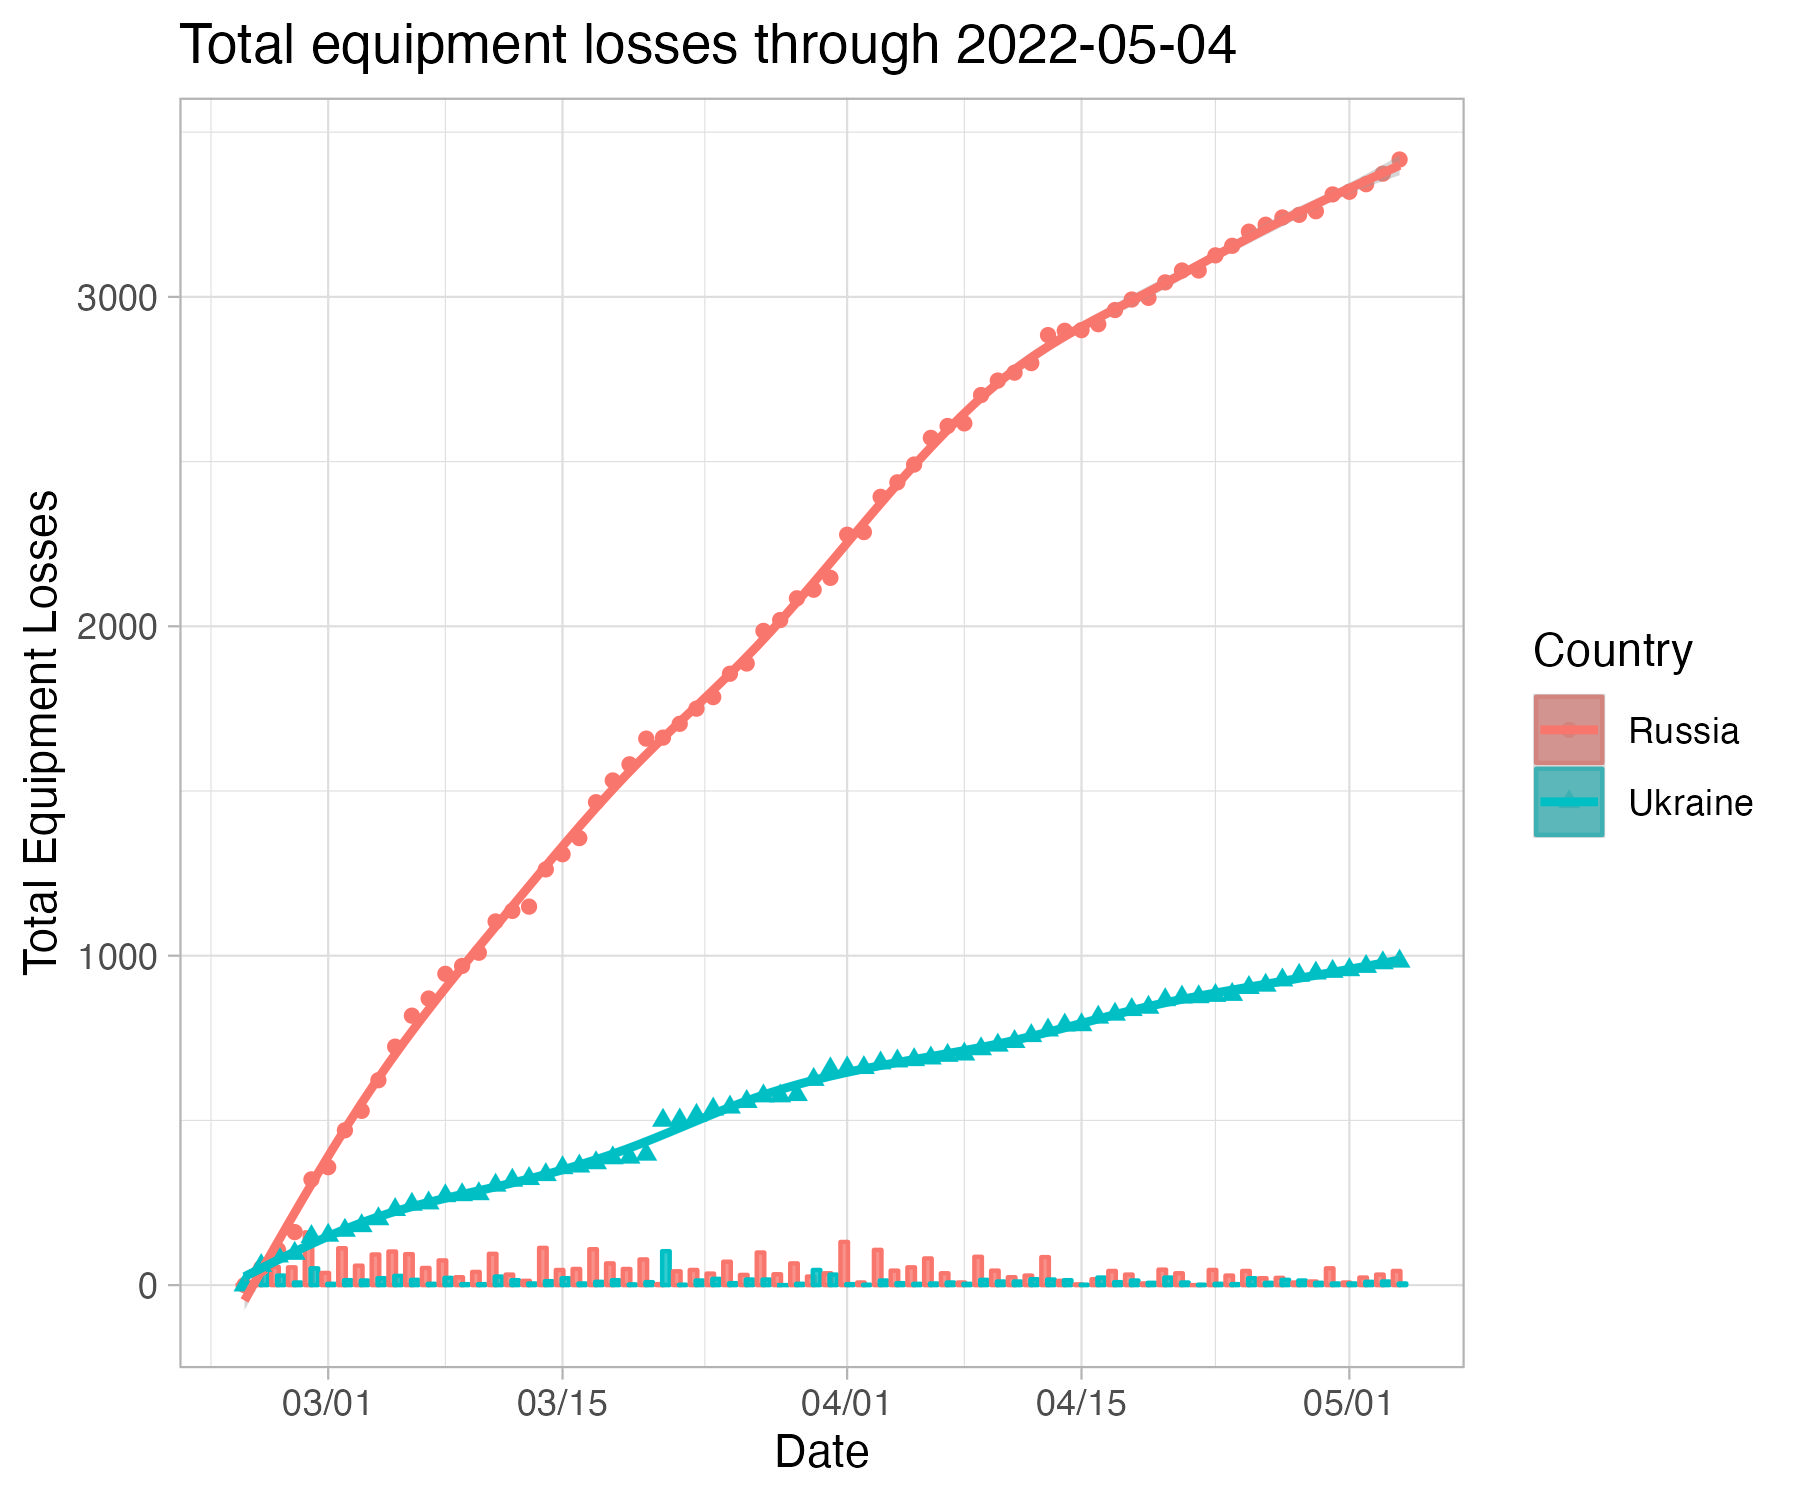 Total equipment losses through 2022-05-04
Total Equipment Losses
3000
2000
1000
0
03/01
03/15
04/01
04/15
05/01
Date
Country
Russia
Ukraine